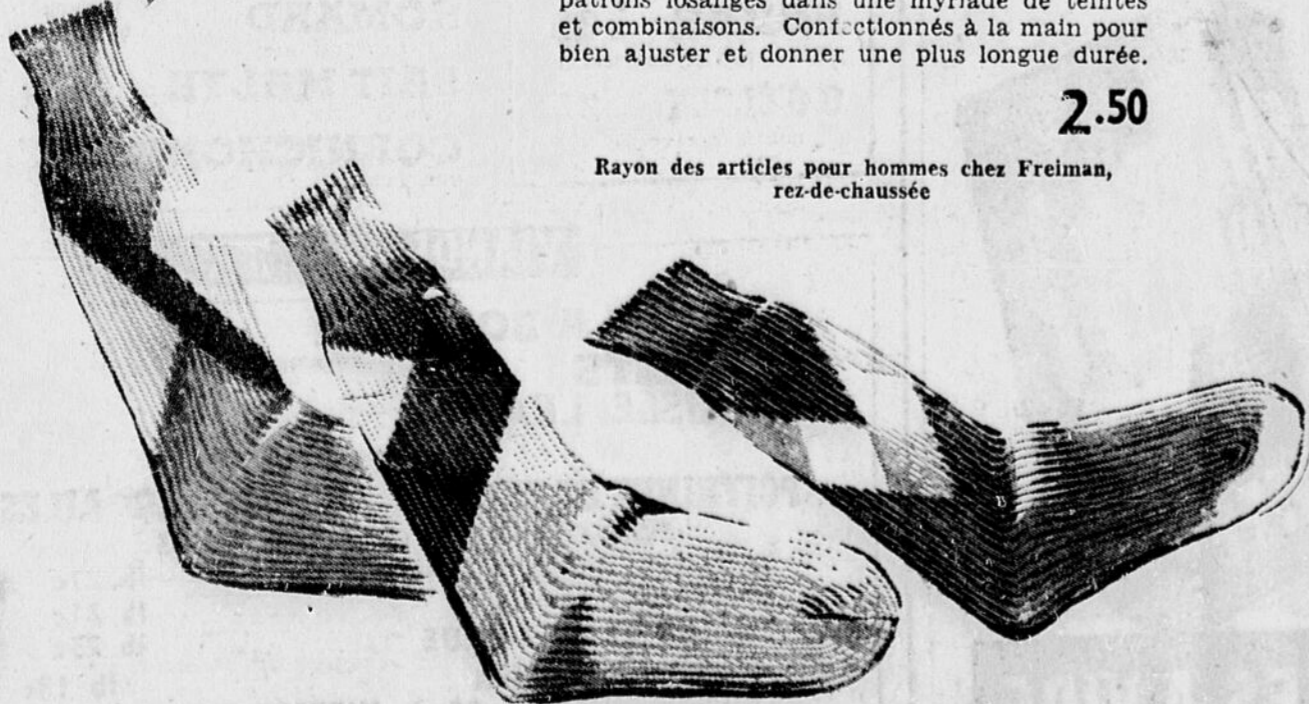 patrons losangés dans une myriade de teintes
et combinaisons. Confectionnés à la main pour
bien ajuster et donner une plus longue durée.
2.50
Rayon des articles pour hommes chez Freiman,
rez-de-chaussée